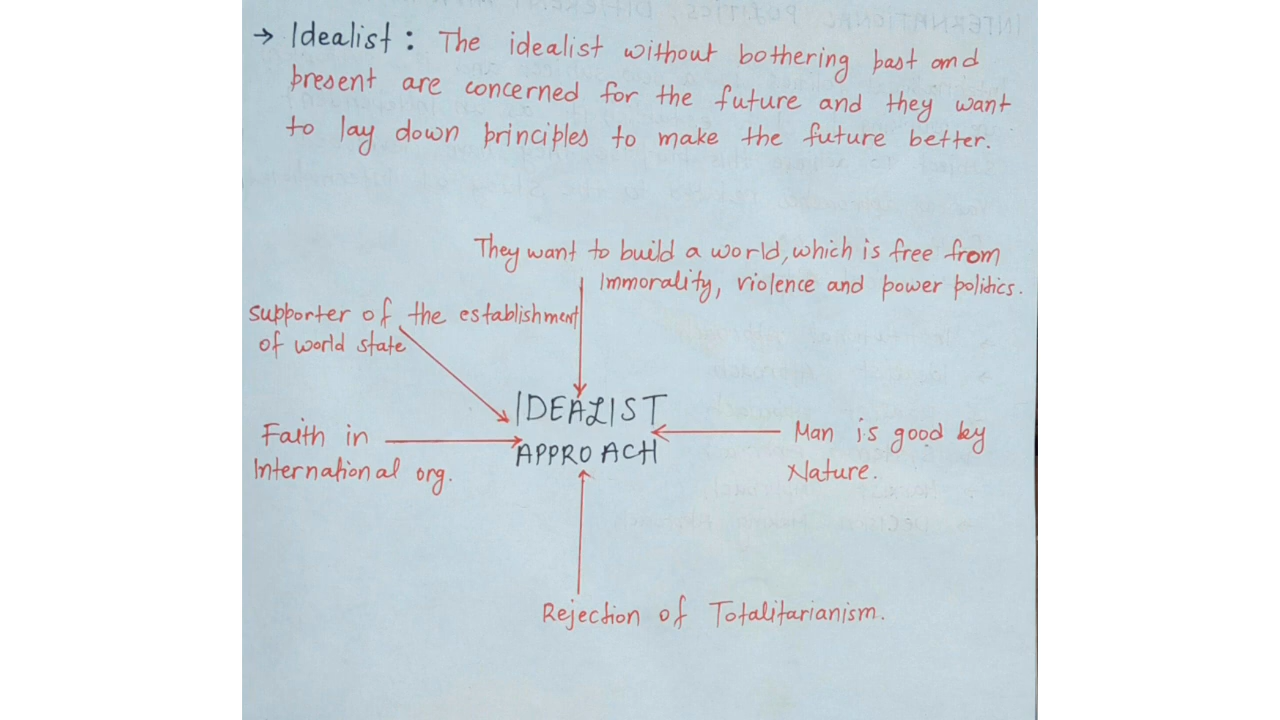 → Idealist : The idealist without bothering past and
present are concerned for the future and they want
to lay down principles to make the future better.
They want to build a world, which is free from
Immorality, violence and power politics.
supporter of the establishment
of world state
IDEALIST
APPROACH
Faith in
International org.
Man is good by
Nature.
Rejection of Totalitarianism.